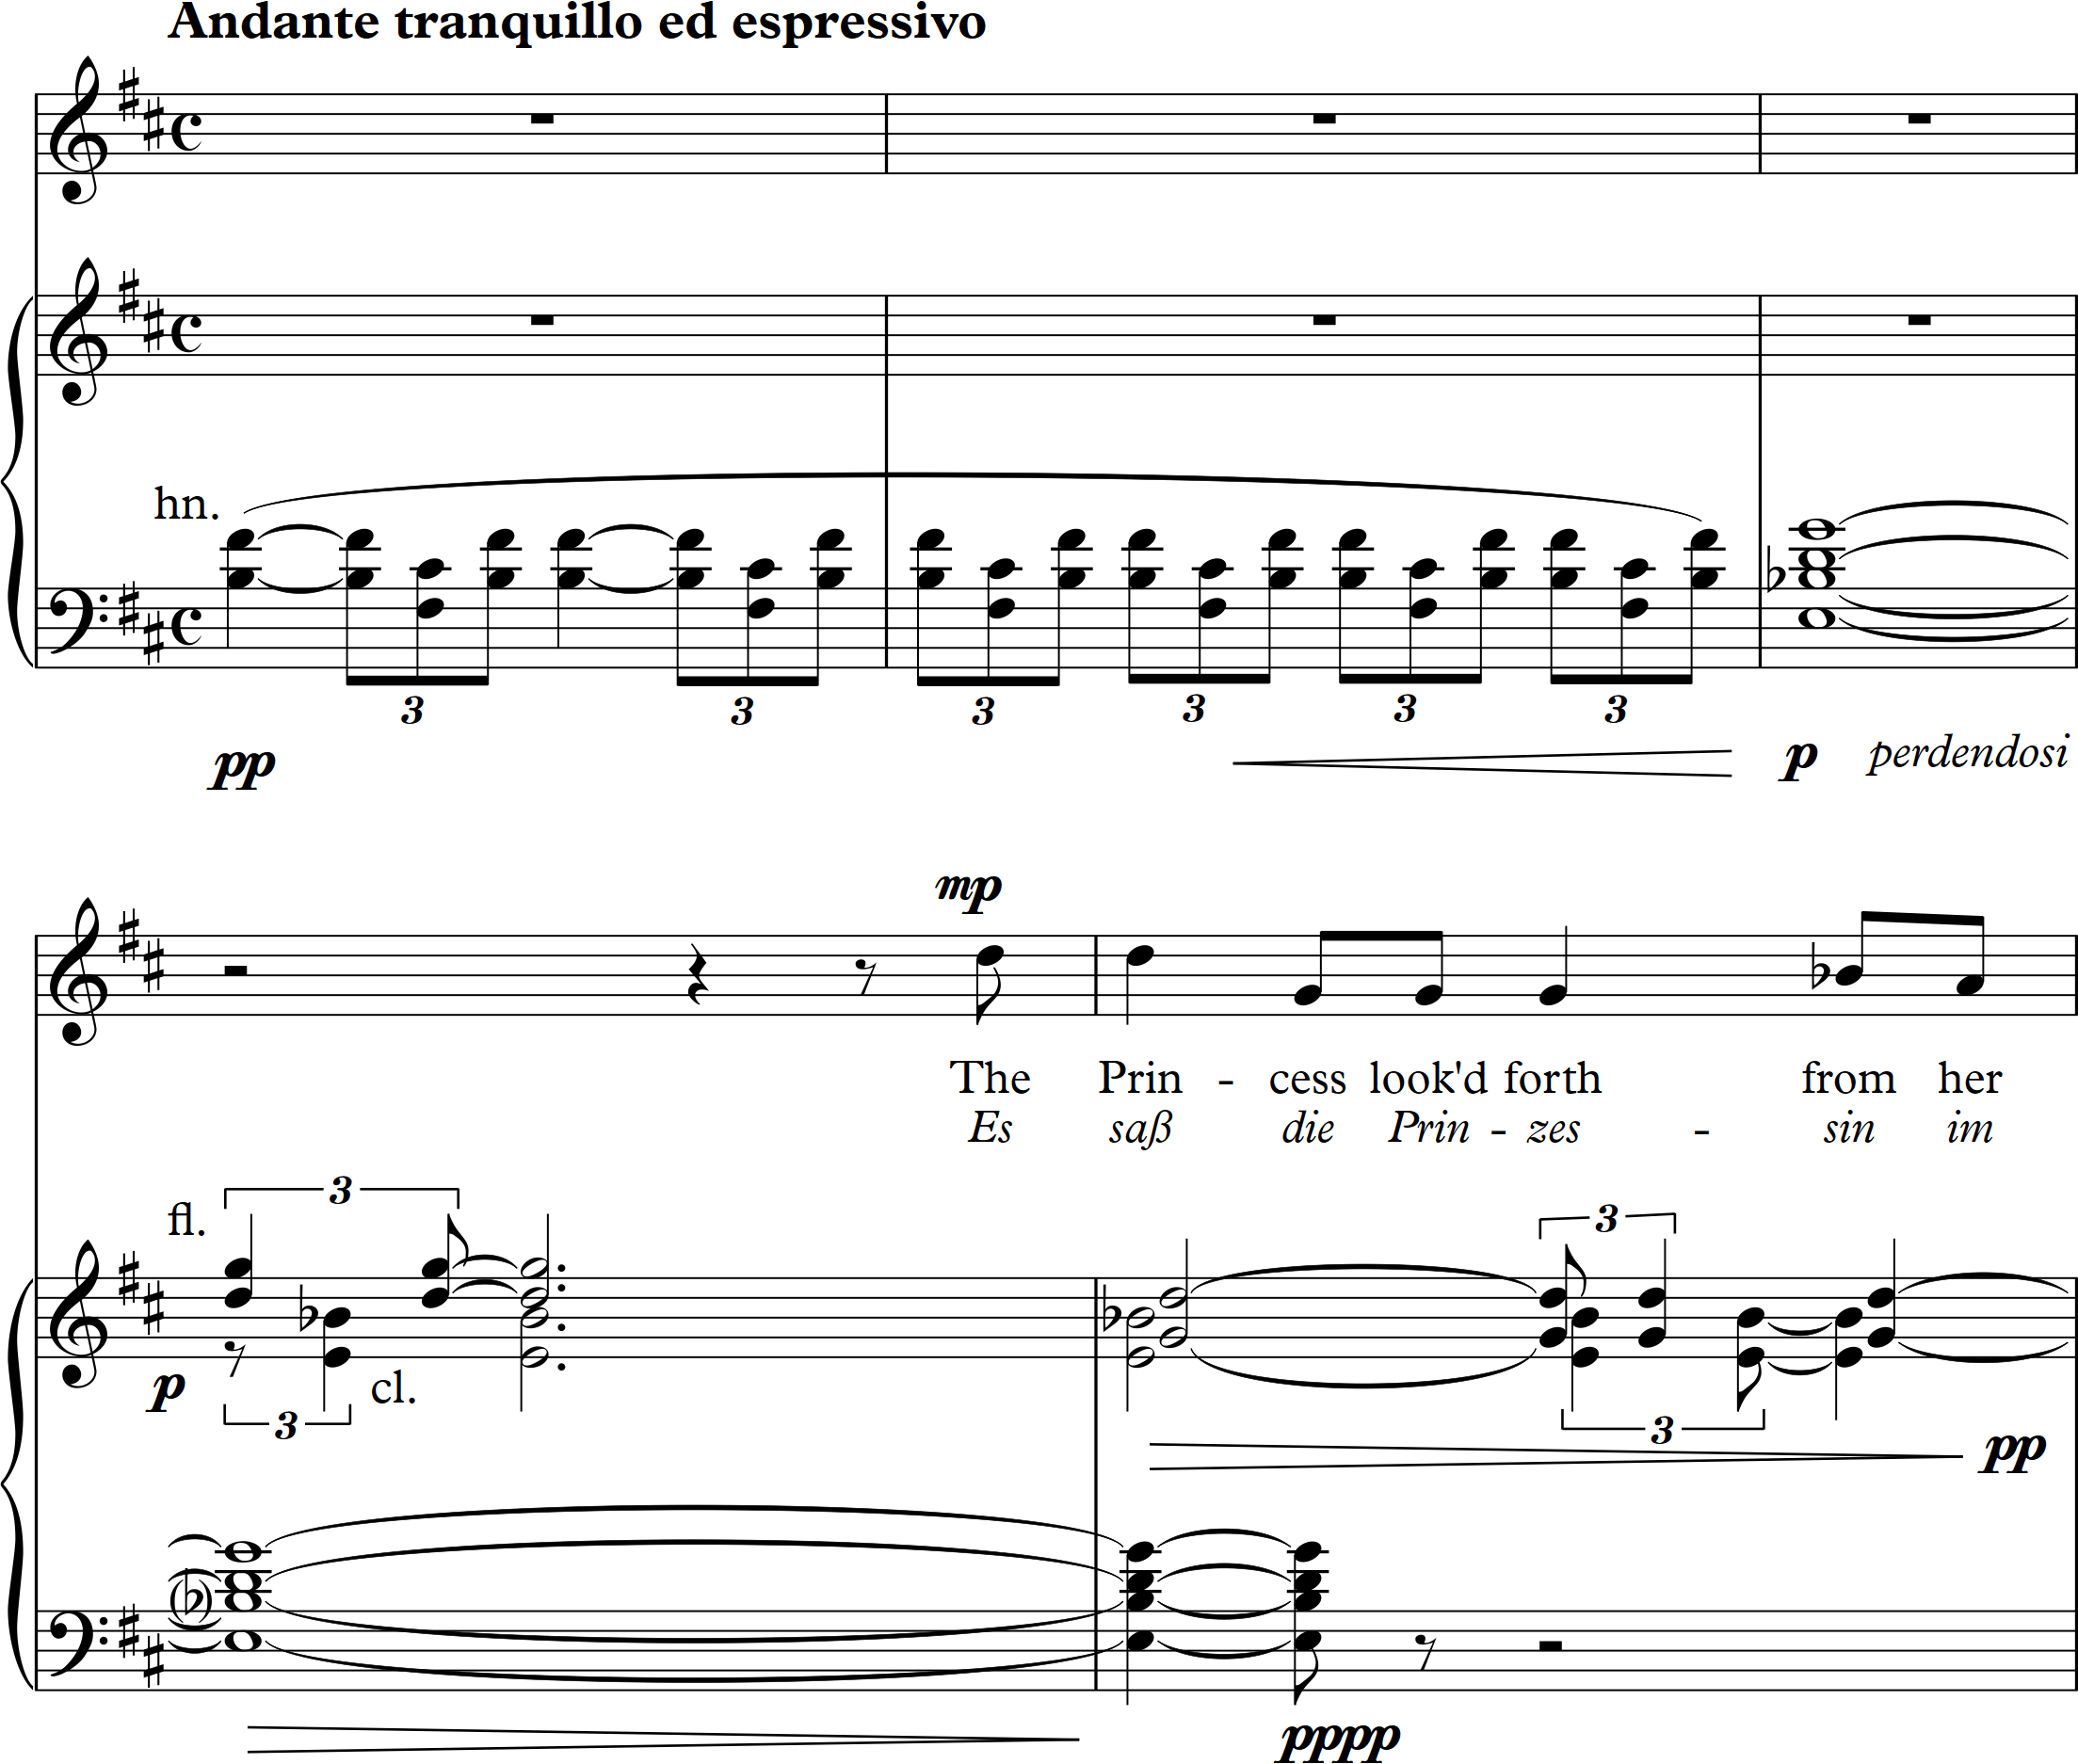 Andante tranquillo ed espressivo
hn.
3 3 3 3 3 3
pp p perdendosi
mp
The Prin - cess look'd forth from her
Es saß die Prin - zes - sin im
fl. 3 3
p cl. 3 3 pp
pppp